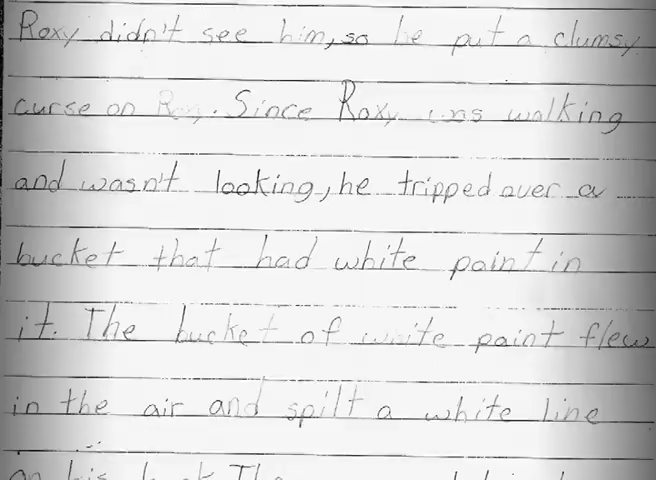 Roxy didn't see him, so he put a clumsy
curse on Roxy. Since Roxy was walking
and wasn't looking, he tripped over a
bucket that had white paint in
it. The bucket of white paint flew
in the air and spilt a white line
on his